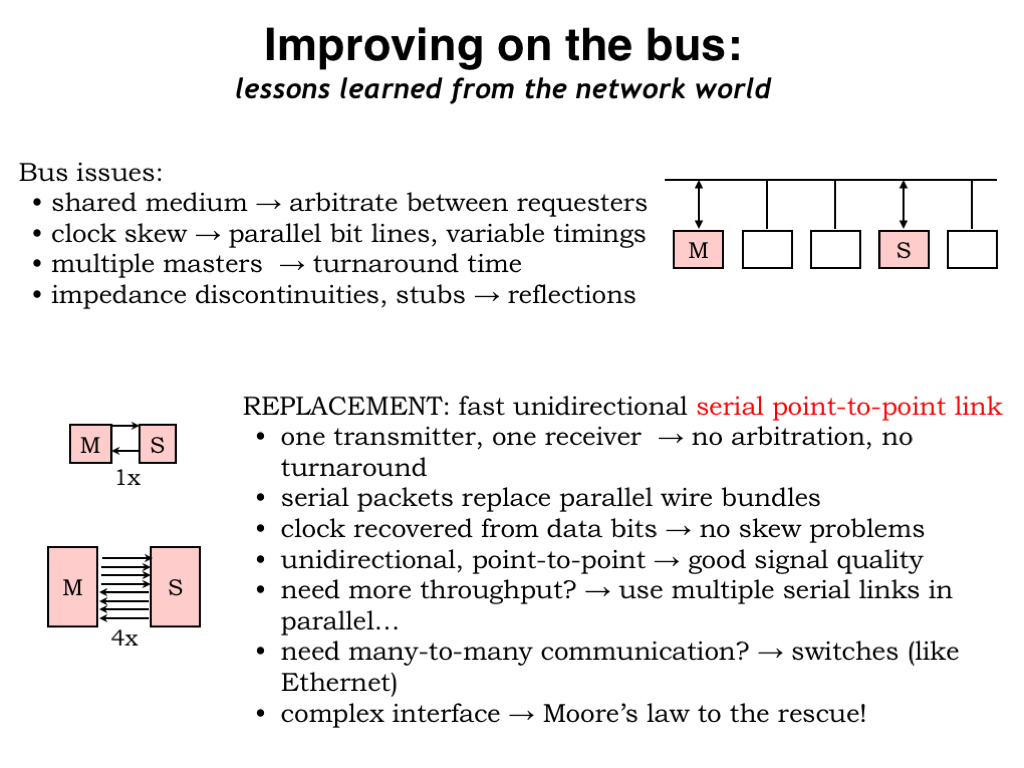 Improving on the bus:
lessons learned from the network world
Bus issues:
• shared medium → arbitrate between requesters
• clock skew → parallel bit lines, variable timings
• multiple masters → turnaround time
• impedance discontinuities, stubs → reflections
M
S
REPLACEMENT: fast unidirectional serial point-to-point link
• one transmitter, one receiver → no arbitration, no
turnaround
• serial packets replace parallel wire bundles
• clock recovered from data bits → no skew problems
• unidirectional, point-to-point → good signal quality
• need more throughput? → use multiple serial links in
parallel…
• need many-to-many communication? → switches (like
Ethernet)
• complex interface → Moore’s law to the rescue!
M
S
1x
M
S
4x